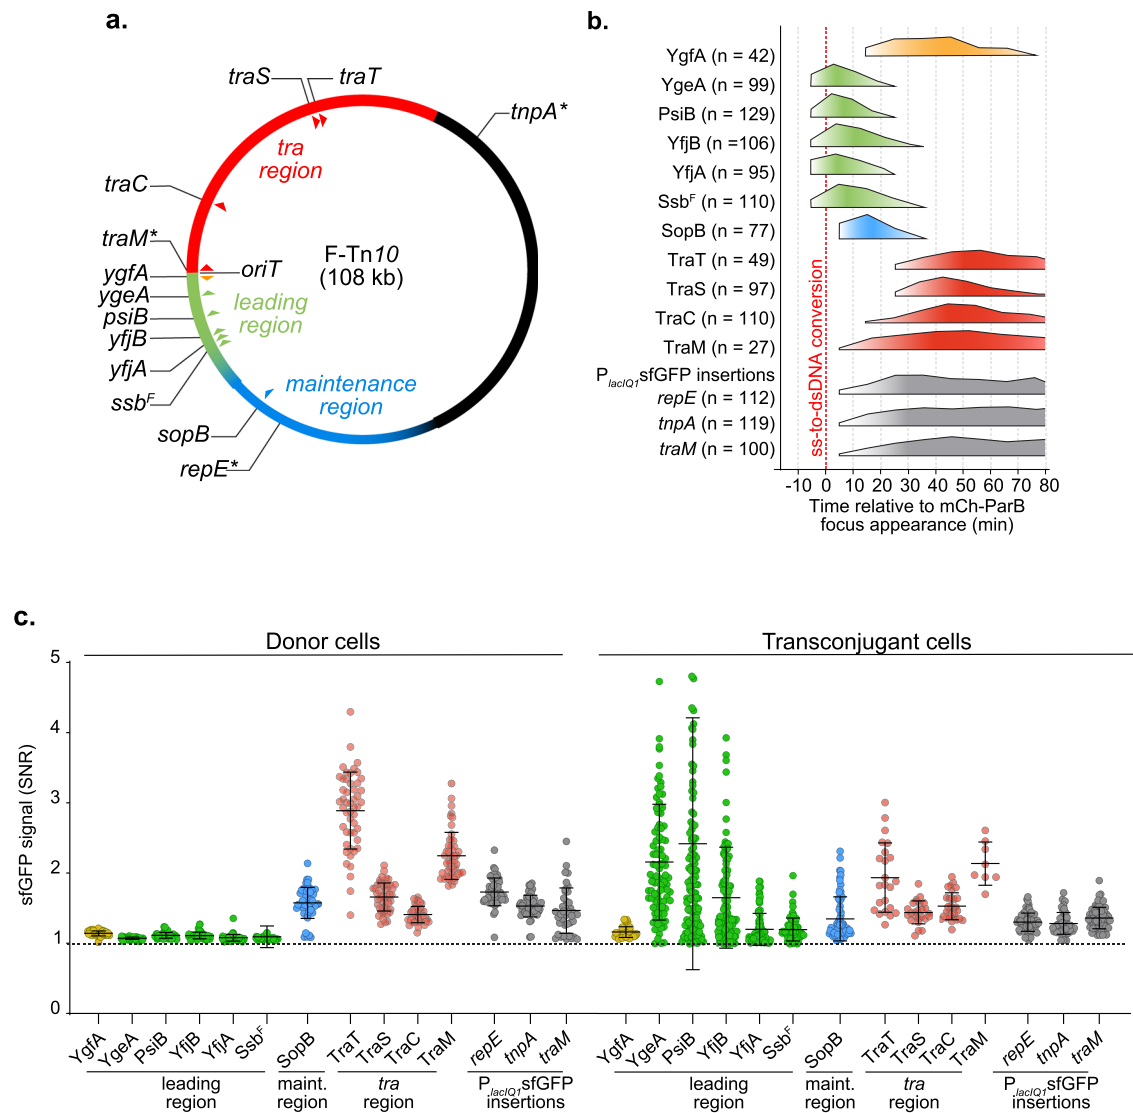 a.
traS
traT
tnpA*
tra
region
traC
traM*
oriT
F-Tn10
(108 kb)
ygfA
ygeA
leading
region
psiB
yfjB
yfjA
ssbF
maintenance
region
sopB
repE*
b.
YgfA (n = 42)
YgeA (n = 99)
PsiB (n = 129)
YfjB (n =106)
YfjA (n = 95)
SsbF (n = 110)
SopB (n = 77)
TraT (n = 49)
TraS (n = 97)
TraC (n = 110)
TraM (n = 27)
PlacIQ1sfGFP insertions
repE (n = 112)
tnpA (n = 119)
traM (n = 100)
ss-to-dsDNA conversion
-10 0 10 20 30 40 50 60 70 80
Time relative to mCh-ParB
focus appearance (min)
c.
Donor cells
Transconjugant cells
sfGFP signal (SNR)
5
4
3
2
1
0
YgfA YgeA PsiB YfjB YfjA SsbF SopB TraT TraS TraC TraM repE tnpA traM
leading
region
maint.
region
tra
region
PlacIQ1sfGFP
insertions
YgfA YgeA PsiB YfjB YfjA SsbF SopB TraT TraS TraC TraM repE tnpA traM
leading
region
maint.
region
tra
region
PlacIQ1sfGFP
insertions